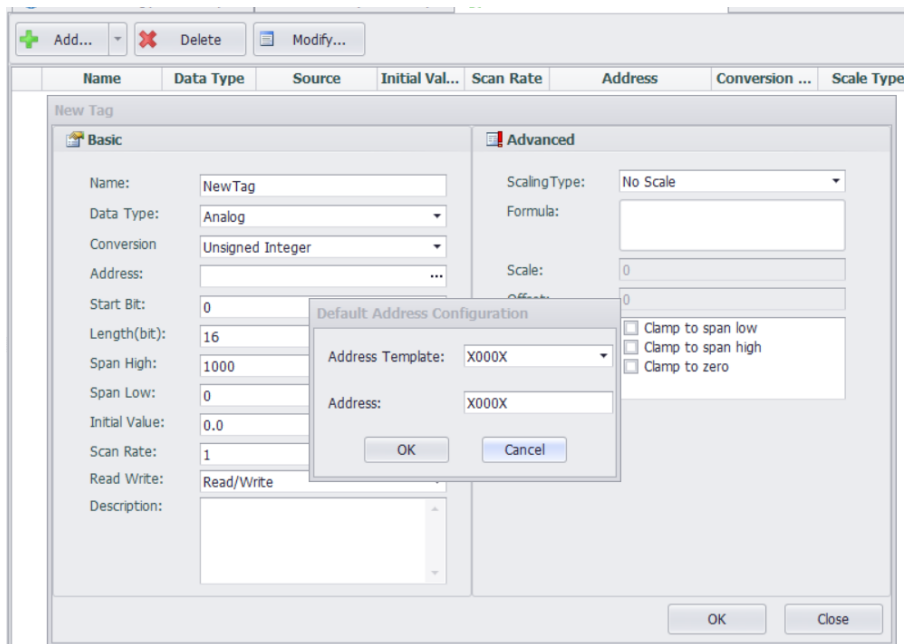 Add... Delete Modify...
Name Data Type Source Initial Val... Scan Rate Address Conversion ... Scale Type
New Tag
Basic
Name: NewTag
Data Type: Analog
Conversion Unsigned Integer
Address: ...
Start Bit: 0
Length(bit): 16
Span High: 1000
Span Low: 0
Initial Value: 0.0
Scan Rate: 1
Read Write: Read/Write
Description:
Advanced
ScalingType: No Scale
Formula:
Scale: 0
Offset: 0
Clamp to span low
Clamp to span high
Clamp to zero
Default Address Configuration
Address Template: X000X
Address: X000X
OK Cancel
OK Close